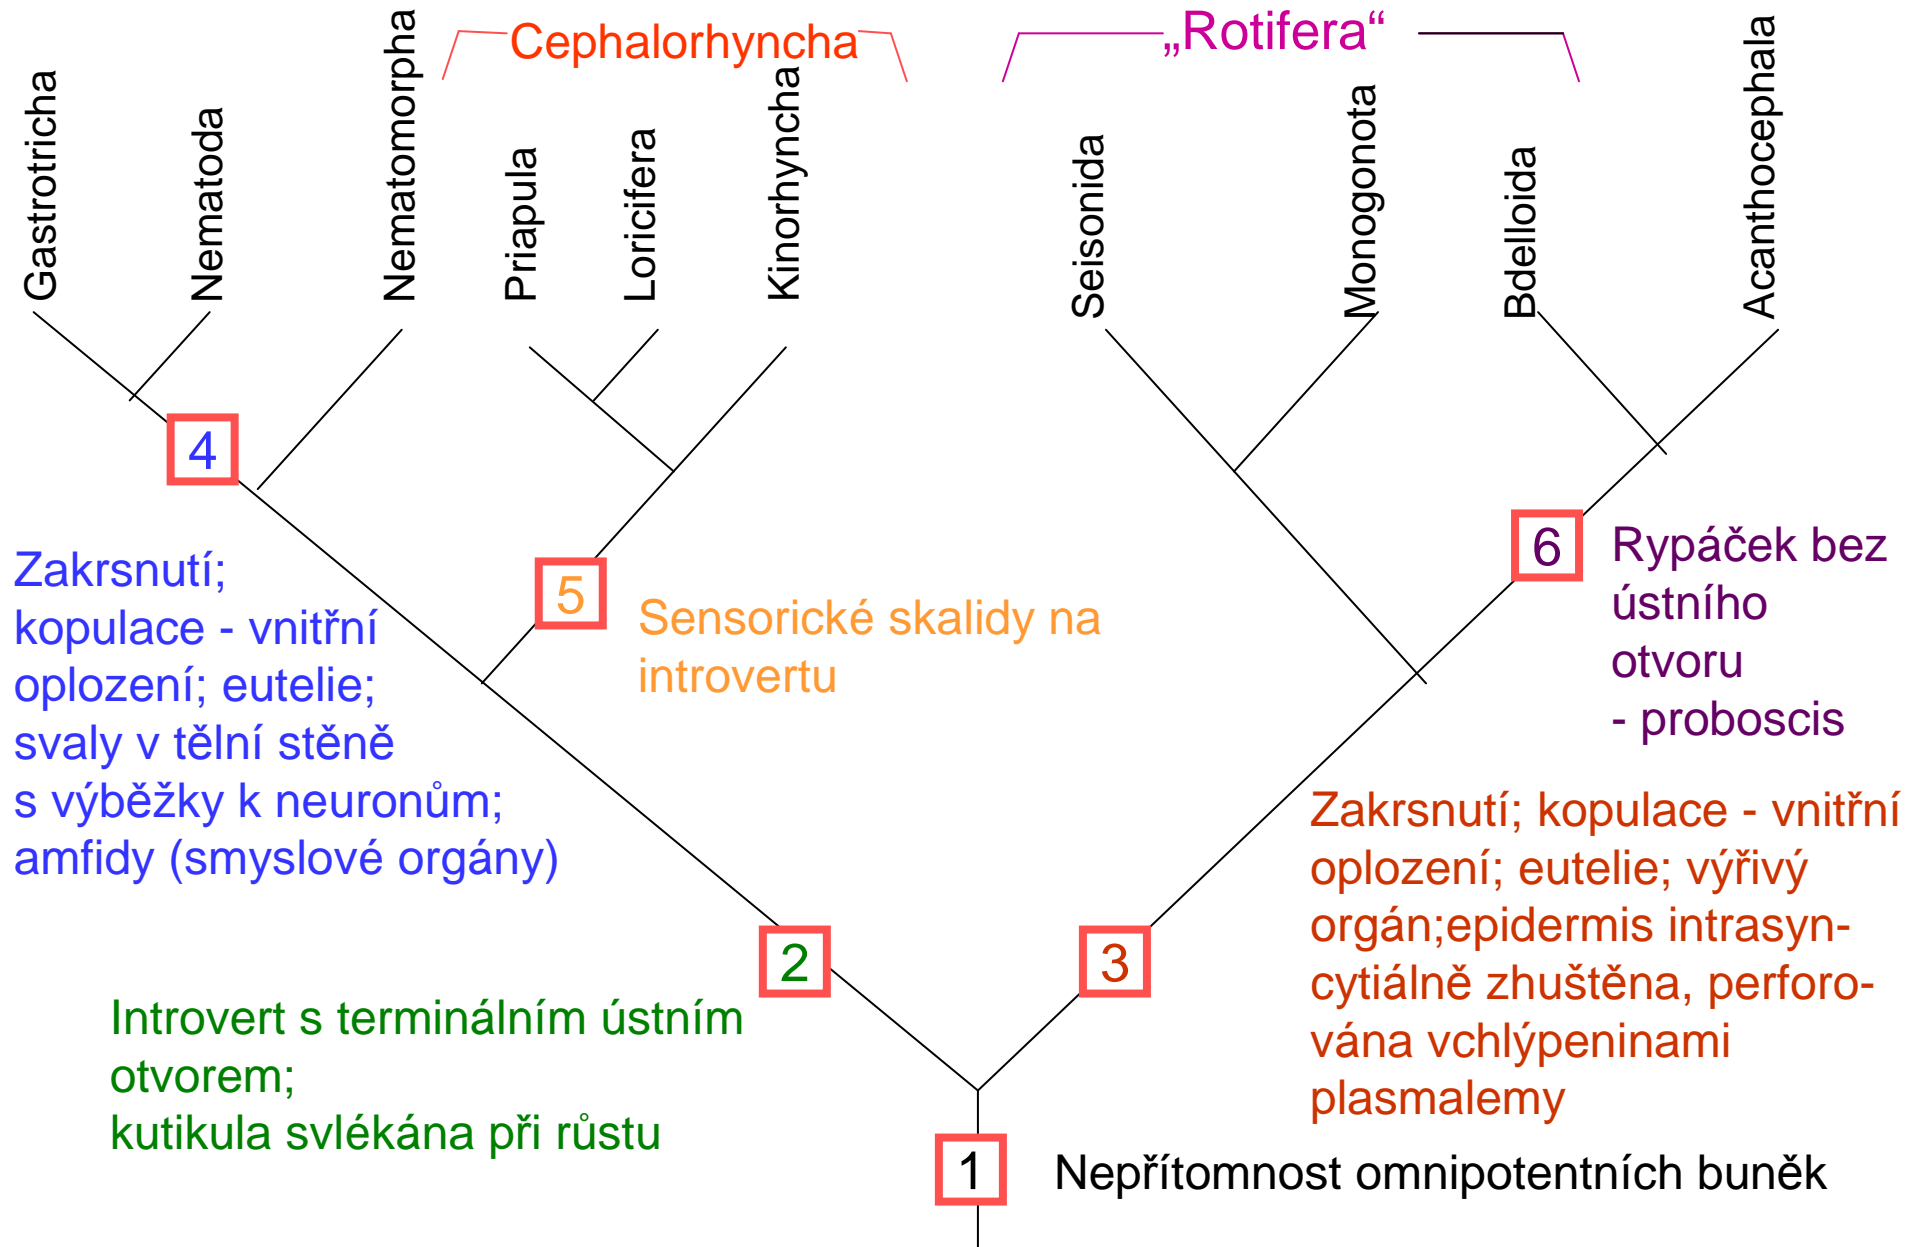 Cephalorhyncha
„Rotifera“
Gastrotricha
Nematoda
Nematomorpha
Priapula
Loricifera
Kinorhyncha
Seisonida
Monogonota
Bdelloida
Acanthocephala
4
Zakrsnutí;
kopulace - vnitřní
oplození; eutelie;
svaly v tělní stěně
s výběžky k neuronům;
amfidy (smyslové orgány)
5
Sensorické skalidy na
introvertu
6
Rypáček bez
ústního
otvoru
- proboscis
2
Introvert s terminálním ústním
otvorem;
kutikula svlékána při růstu
3
Zakrsnutí; kopulace - vnitřní
oplození; eutelie; výřivý
orgán;epidermis intrasyn-
cytiálně zhuštěna, perforo-
vána vchlýpeninami
plasmalemy
1
Nepřítomnost omnipotentních buněk